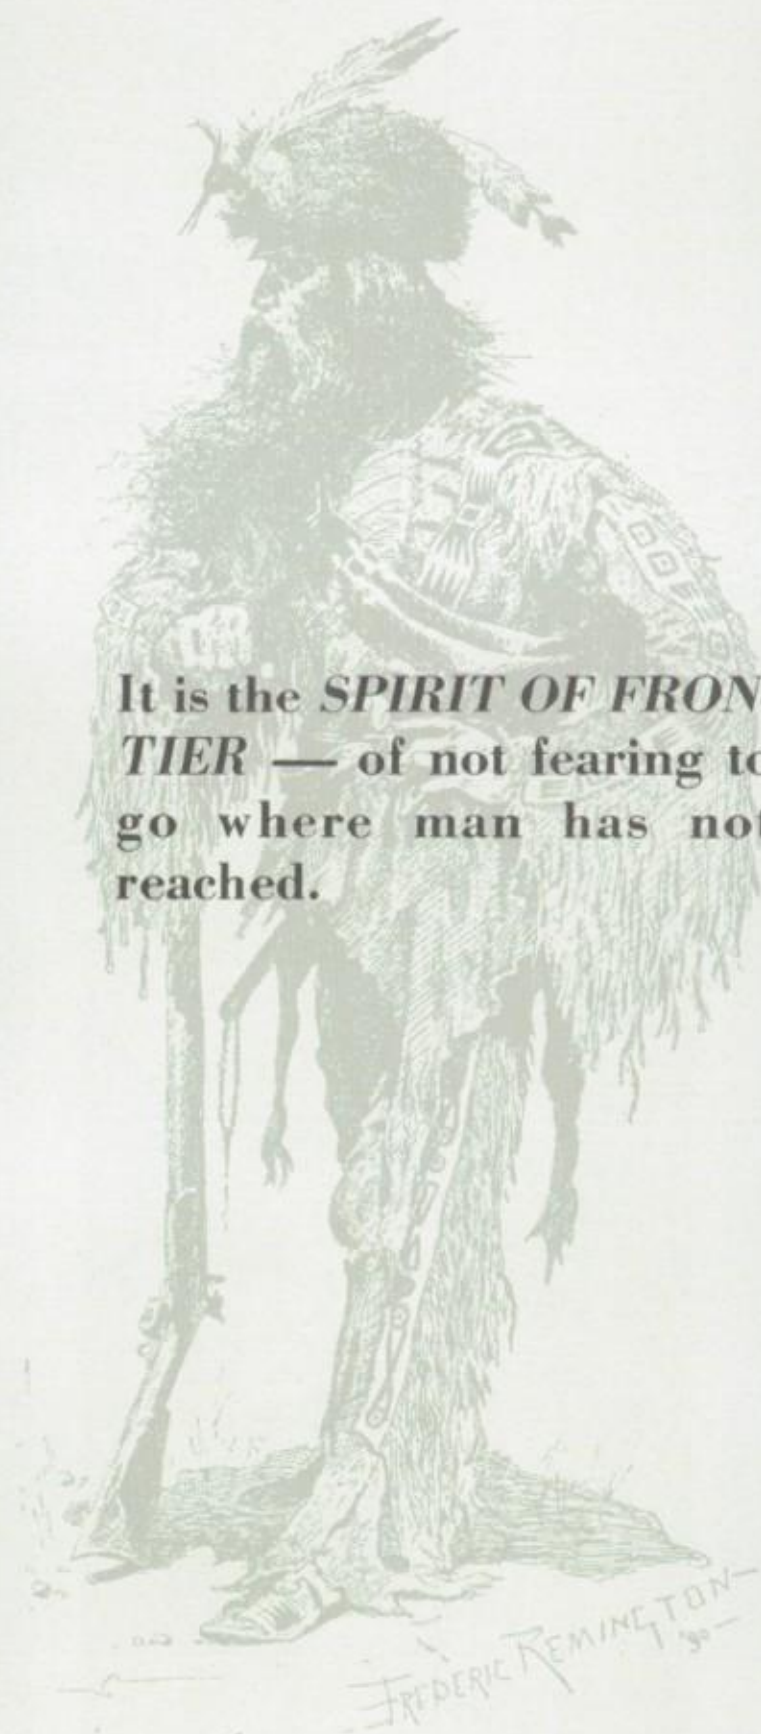 It is the SPIRIT OF FRON
TIER — of not fearing to
go where man has not
reached.
FREDERIC REMINGTON—
'90—